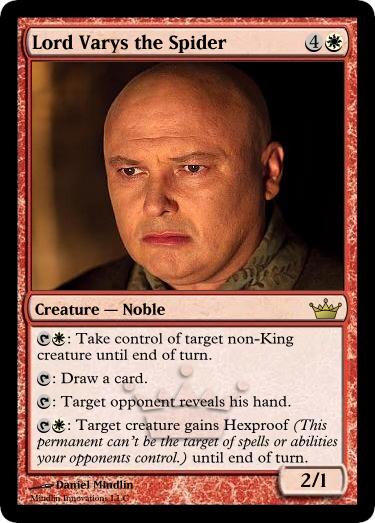 Lord Varys the Spider 4
Creature — Noble
: Take control of target non-King
creature until end of turn.
: Draw a card.
: Target opponent reveals his hand.
: Target creature gains Hexproof (This
permanent can't be the target of spells or abilities
your opponents control.) until end of turn.
Daniel Mindlin
Mindlin Innovations LLC
2/1